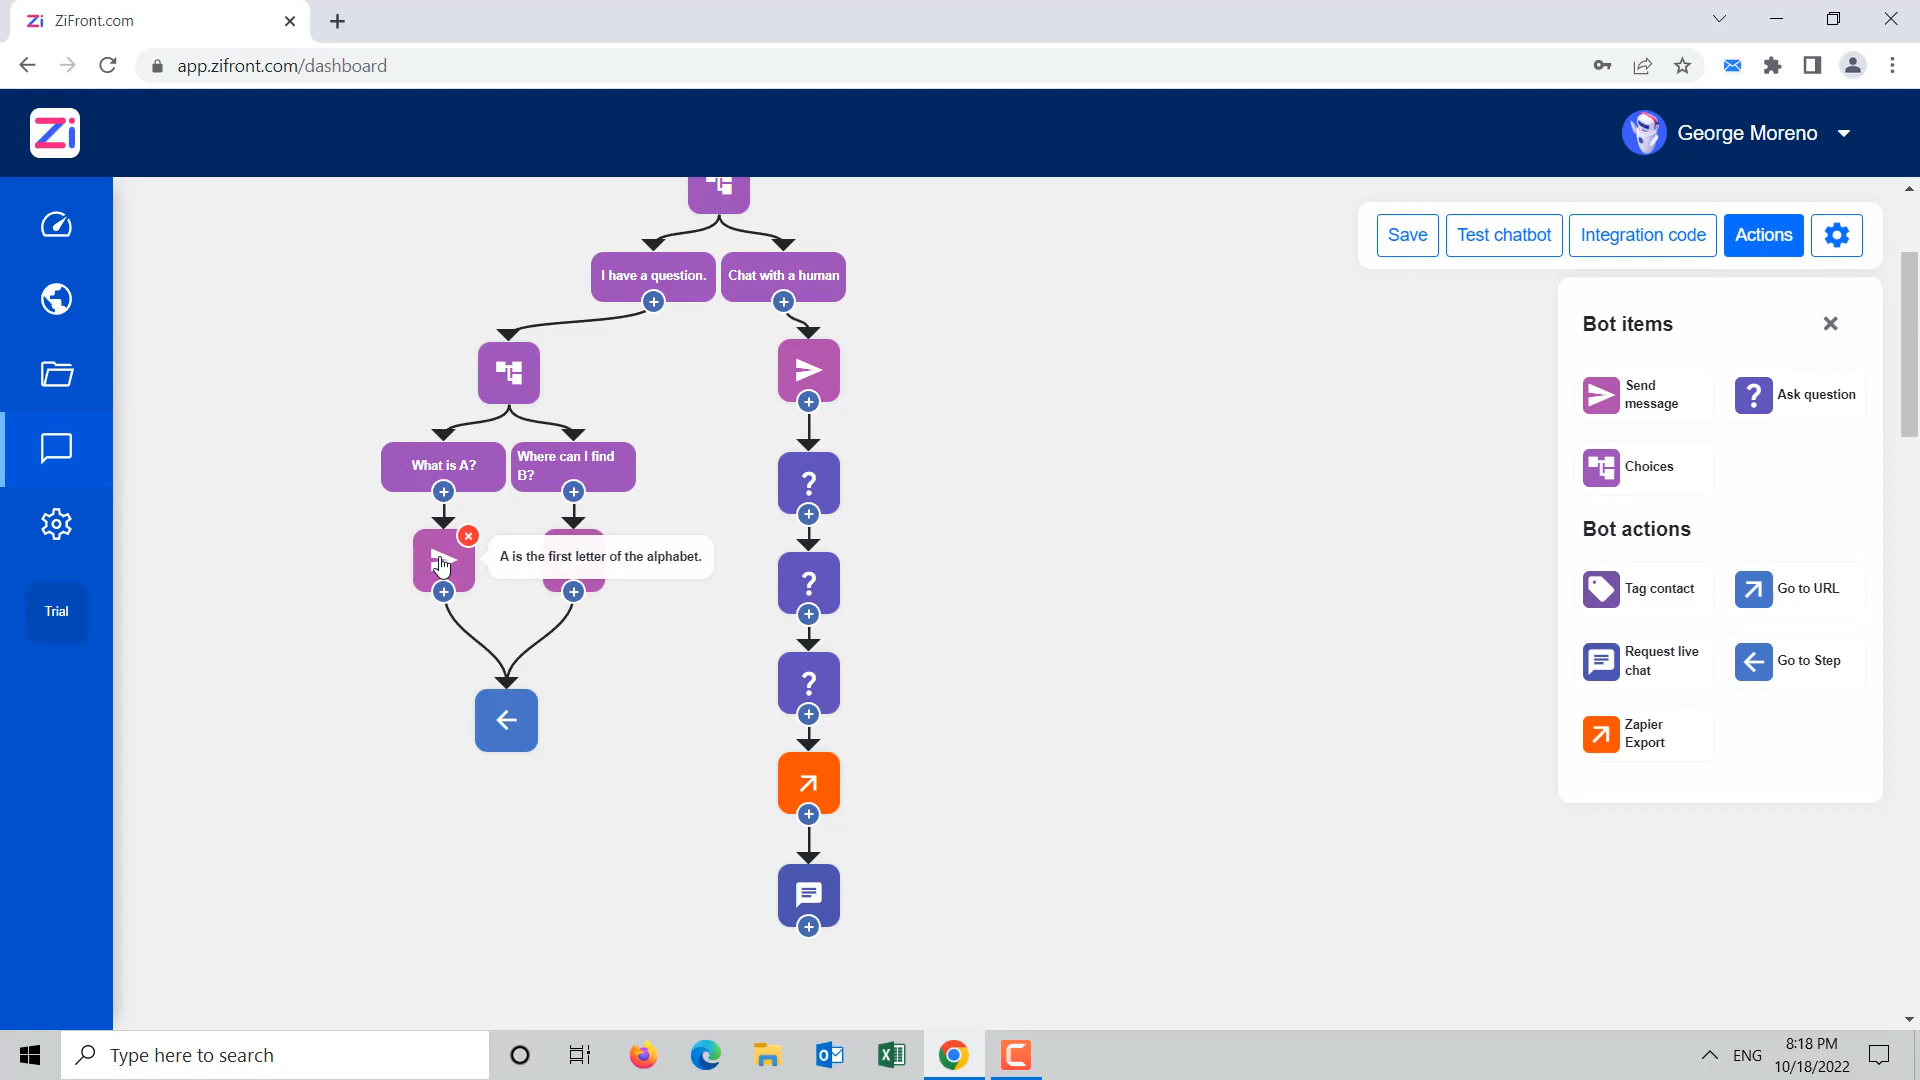 Zi ZiFront.com
app.zifront.com/dashboard
Zi
George Moreno
Save
Test chatbot
Integration code
Actions
I have a question.
Chat with a human
Bot items
Send
message
Ask question
Choices
What is A?
Where can I find
B?
A is the first letter of the alphabet.
Bot actions
Tag contact
Go to URL
Request live
chat
Go to Step
Zapier
Export
Trial
Type here to search
ENG
8:18 PM
10/18/2022